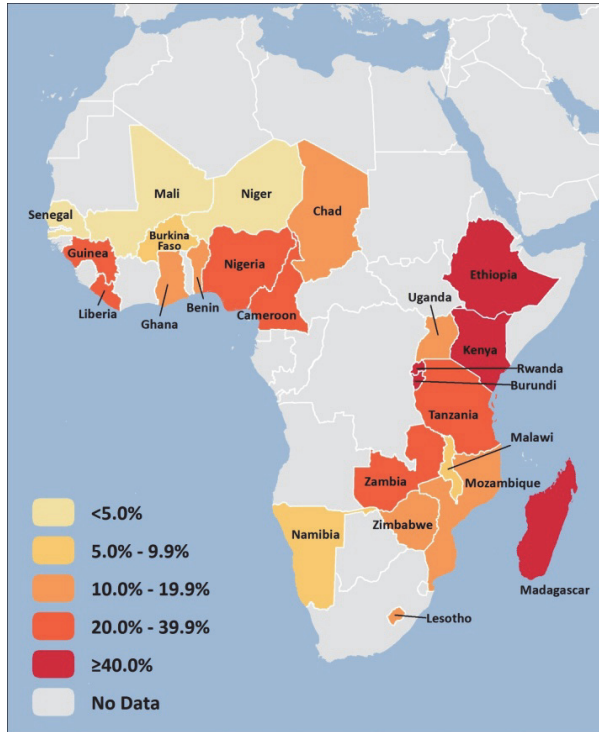 Mali
Niger
Chad
Senegal
Burkina
Faso
Guinea
Nigeria
Ethiopia
Benin
Uganda
Liberia
Ghana
Cameroon
Kenya
Rwanda
Burundi
Tanzania
Malawi
Zambia
Mozambique
Namibia
Zimbabwe
Madagascar
Lesotho
<5.0%
5.0% - 9.9%
10.0% - 19.9%
20.0% - 39.9%
≥40.0%
No Data